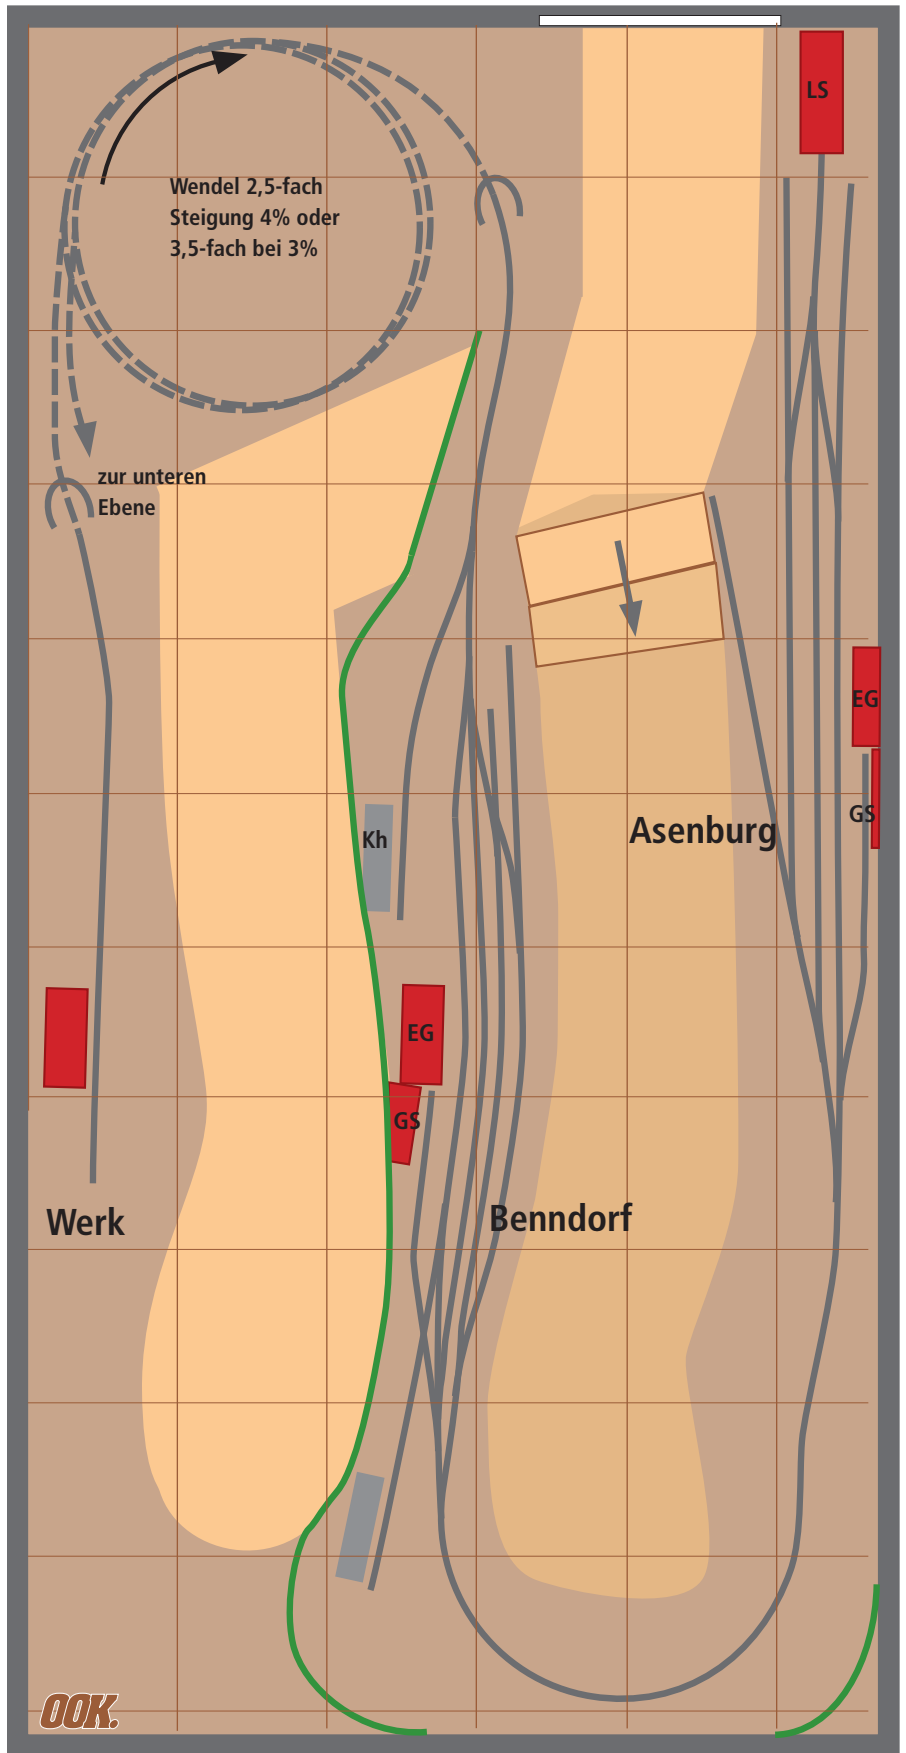 LS
Wendel 2,5-fach
Steigung 4% oder
3,5-fach bei 3%
zur unteren
Ebene
EG
GS
Asenburg
Kh
EG
GS
Benndorf
Werk
OOK.